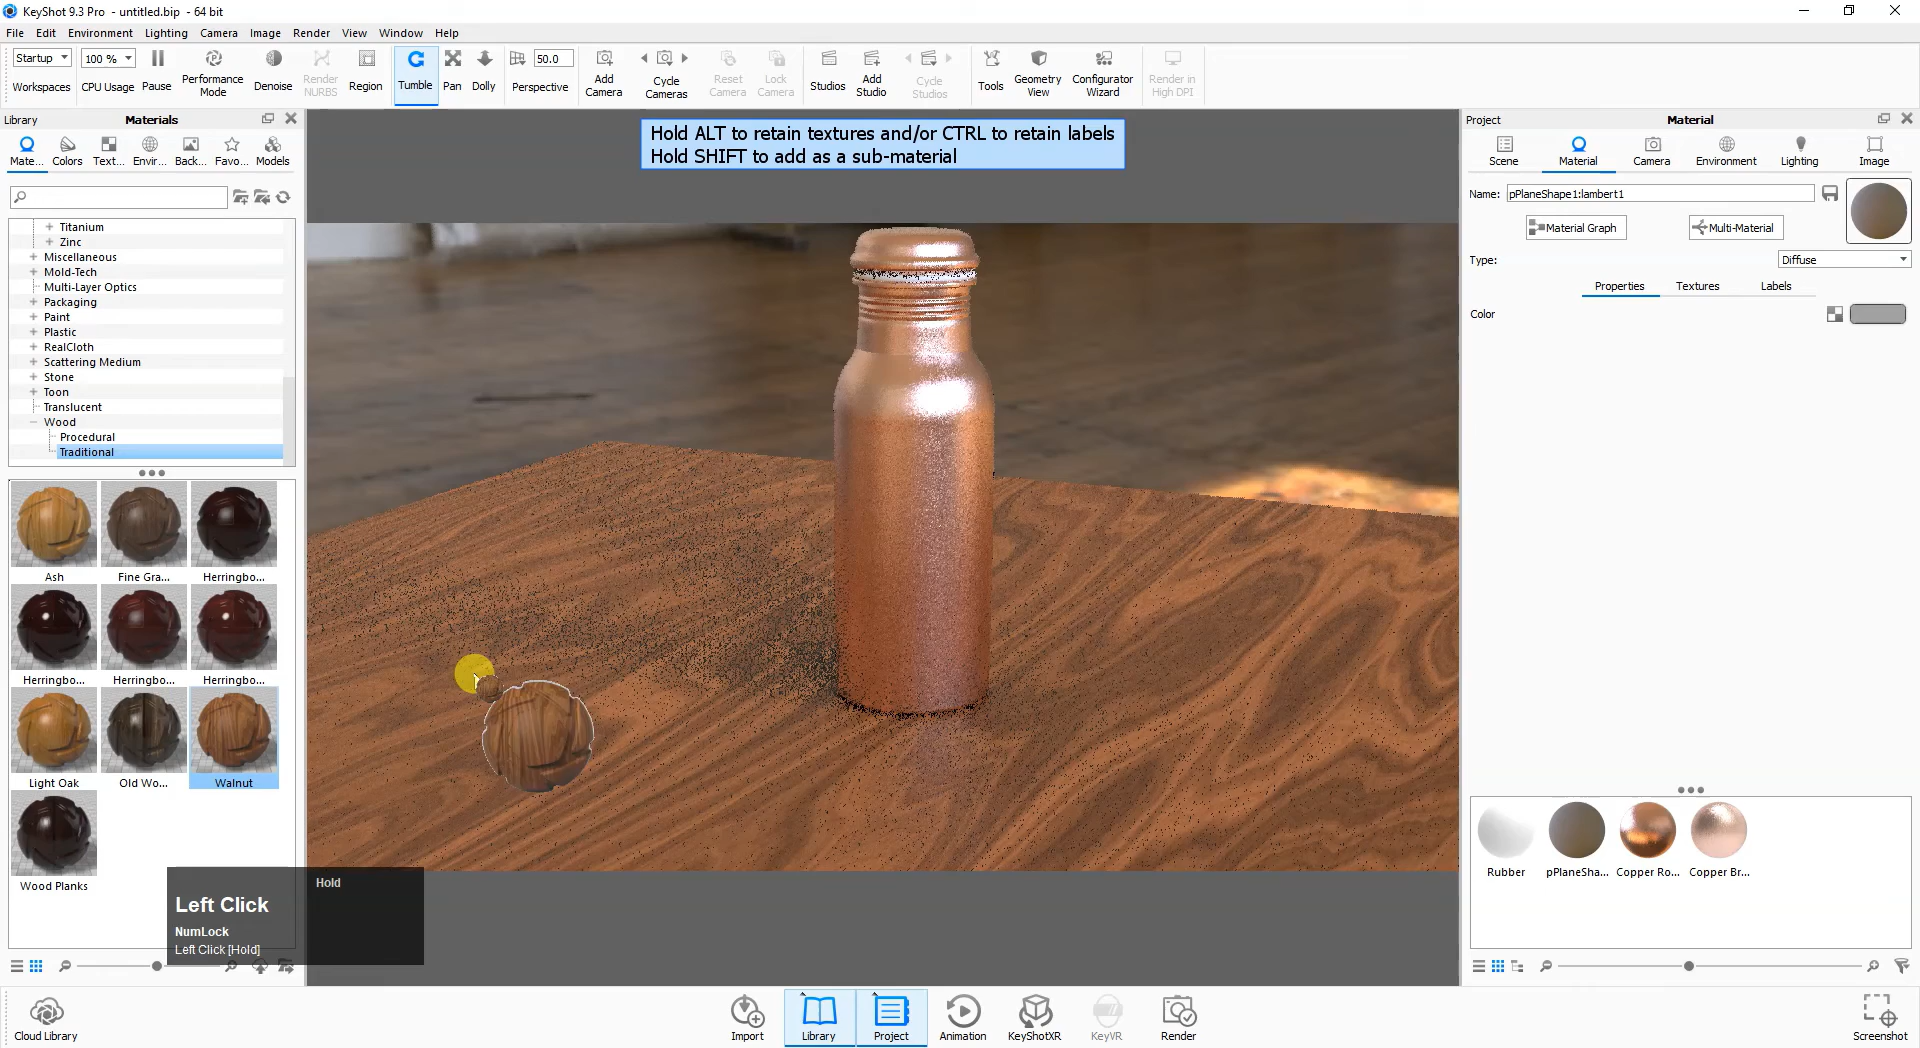 KeyShot 9.3 Pro - untitled.bip - 64 bit
File Edit Environment Lighting Camera Image Render View Window Help
Startup
Workspaces
100 %
CPU Usage
Pause
Performance
Mode
Denoise
Render
NURBS
Region
Tumble
Pan
Dolly
50.0
Perspective
Add
Camera
Cycle
Cameras
Reset
Camera
Lock
Camera
Studios
Add
Studio
Cycle
Studios
Tools
Geometry
View
Configurator
Wizard
Render in
High DPI
Library
Materials
Mate...
Colors
Text...
Envir...
Back...
Favo...
Models
Titanium
Zinc
Miscellaneous
Mold-Tech
Multi-Layer Optics
Packaging
Paint
Plastic
RealCloth
Scattering Medium
Stone
Toon
Translucent
Wood
Procedural
Traditional
Ash
Fine Gra...
Herringbo...
Herringbo...
Herringbo...
Herringbo...
Light Oak
Old Wo...
Walnut
Wood Planks
Hold ALT to retain textures and/or CTRL to retain labels
Hold SHIFT to add as a sub-material
Hold
Left Click
NumLock
Left Click [Hold]
Project
Material
Scene
Material
Camera
Environment
Lighting
Image
Name: pPlaneShape1:lambert1
Material Graph
Multi-Material
Type: Diffuse
Properties
Textures
Labels
Color
Rubber
pPlaneSha...
Copper Ro...
Copper Br...
Cloud Library
Import
Library
Project
Animation
KeyShotXR
KeyVR
Render
Screenshot